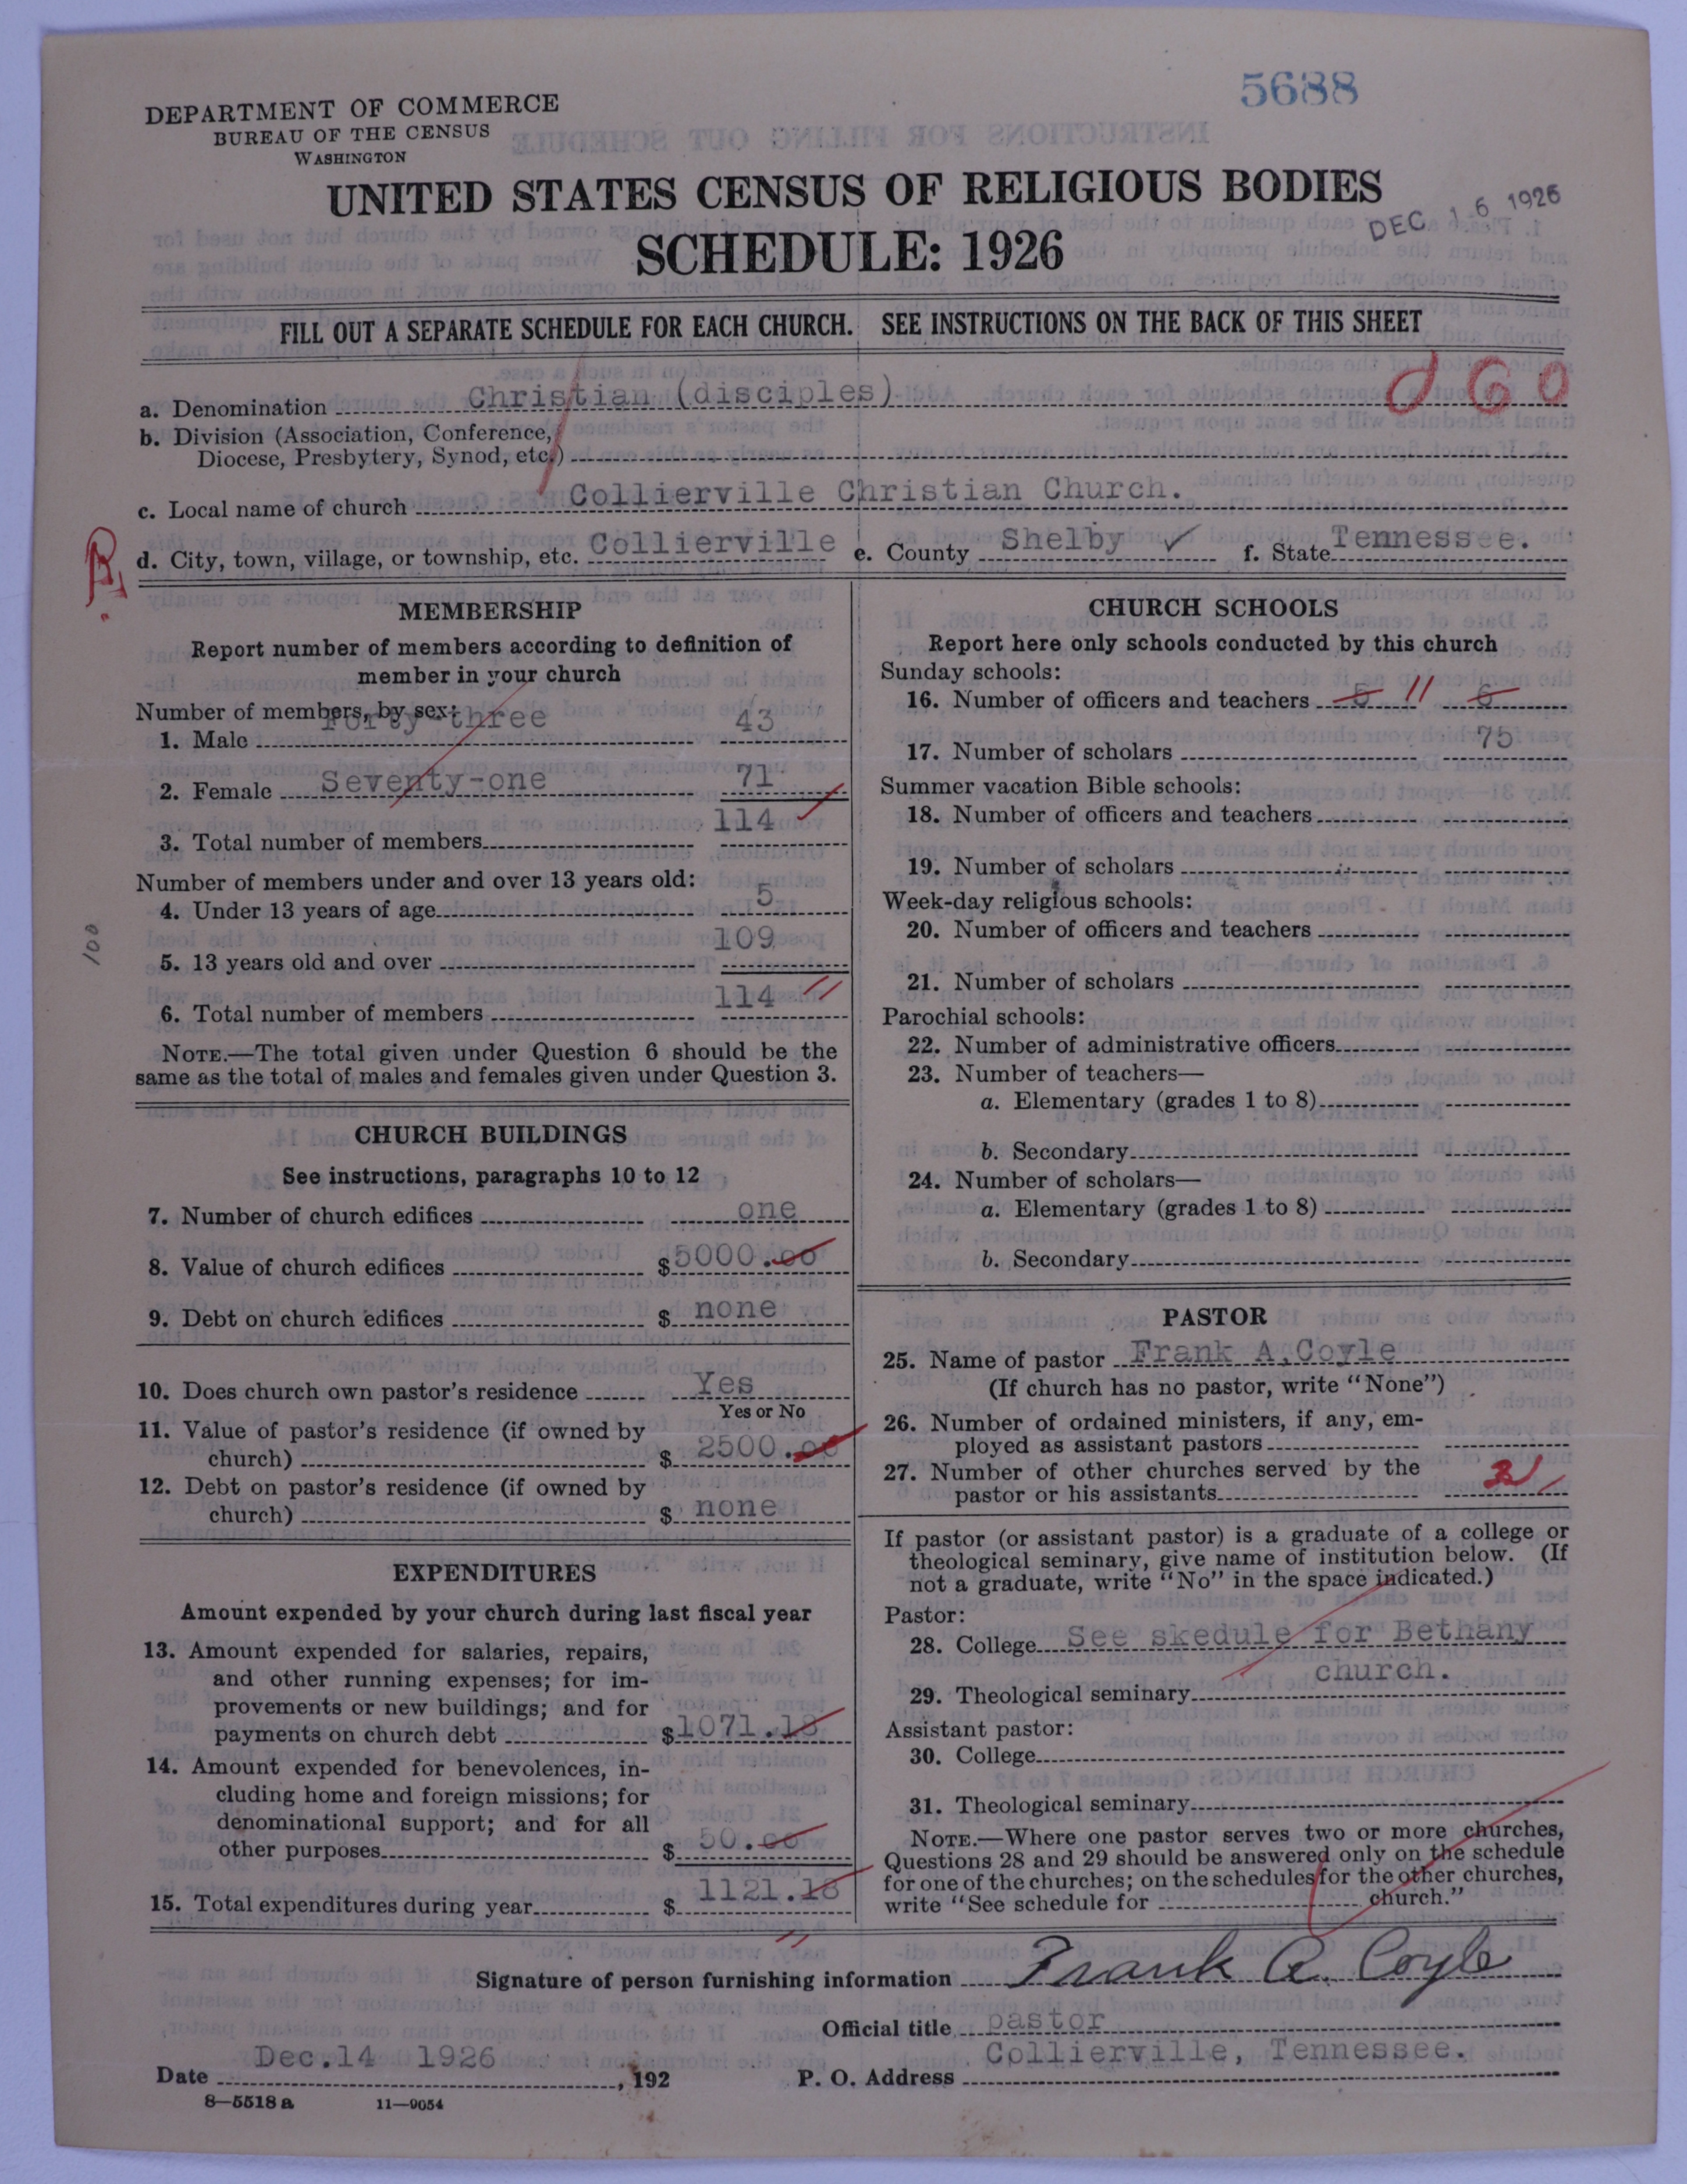 5688
DEPARTMENT OF COMMERCE
BUREAU OF THE CENSUS
WASHINGTON
UNITED STATES CENSUS OF RELIGIOUS BODIES
DEC 16 1926
SCHEDULE: 1926
FILL OUT A SEPARATE SCHEDULE FOR EACH CHURCH. SEE INSTRUCTIONS ON THE BACK OF THIS SHEET
060
a. Denomination Christian (disciples)
b. Division (Association, Conference,
Diocese, Presbytery, Synod, etc.)
c. Local name of church Collierville Christian Church.
d. City, town, village, or township, etc. Collierville e. County Shelby ✓ f. State Tennessee.
MEMBERSHIP
Report number of members according to definition of
member in your church
Number of members, by sex:
1. Male Forty-three 43
2. Female Seventy-one 71
3. Total number of members 114
Number of members under and over 13 years old:
4. Under 13 years of age 5
100
5. 13 years old and over 109
6. Total number of members 114
NOTE.—The total given under Question 6 should be the
same as the total of males and females given under Question 3.
CHURCH BUILDINGS
See instructions, paragraphs 10 to 12
7. Number of church edifices one
8. Value of church edifices $5000.00
9. Debt on church edifices $ none
10. Does church own pastor's residence Yes
Yes or No
11. Value of pastor's residence (if owned by
church) $ 2500.00
12. Debt on pastor's residence (if owned by
church) $ none
EXPENDITURES
Amount expended by your church during last fiscal year
13. Amount expended for salaries, repairs,
and other running expenses; for im-
provements or new buildings; and for
payments on church debt $1071.18
14. Amount expended for benevolences, in-
cluding home and foreign missions; for
denominational support; and for all
other purposes $ 50.00
15. Total expenditures during year $ 1121.18
CHURCH SCHOOLS
Report here only schools conducted by this church
Sunday schools:
16. Number of officers and teachers 5 11 6
17. Number of scholars 75
Summer vacation Bible schools:
18. Number of officers and teachers
19. Number of scholars
Week-day religious schools:
20. Number of officers and teachers
21. Number of scholars
Parochial schools:
22. Number of administrative officers
23. Number of teachers—
a. Elementary (grades 1 to 8)
b. Secondary
24. Number of scholars—
a. Elementary (grades 1 to 8)
b. Secondary
PASTOR
25. Name of pastor Frank A. Coyle
(If church has no pastor, write "None")
26. Number of ordained ministers, if any, em-
ployed as assistant pastors
27. Number of other churches served by the
pastor or his assistants
If pastor (or assistant pastor) is a graduate of a college or
theological seminary, give name of institution below. (If
not a graduate, write "No" in the space indicated.)
Pastor:
28. College See skedule for Bethany
church.
29. Theological seminary
Assistant pastor:
30. College
31. Theological seminary
NOTE.—Where one pastor serves two or more churches,
Questions 28 and 29 should be answered only on the schedule
for one of the churches; on the schedules for the other churches,
write "See schedule for church."
Signature of person furnishing information Frank A. Coyle
Official title pastor
Date Dec.14 1926, 192
P. O. Address Collierville, Tennessee.
8—5518 a 11—9054